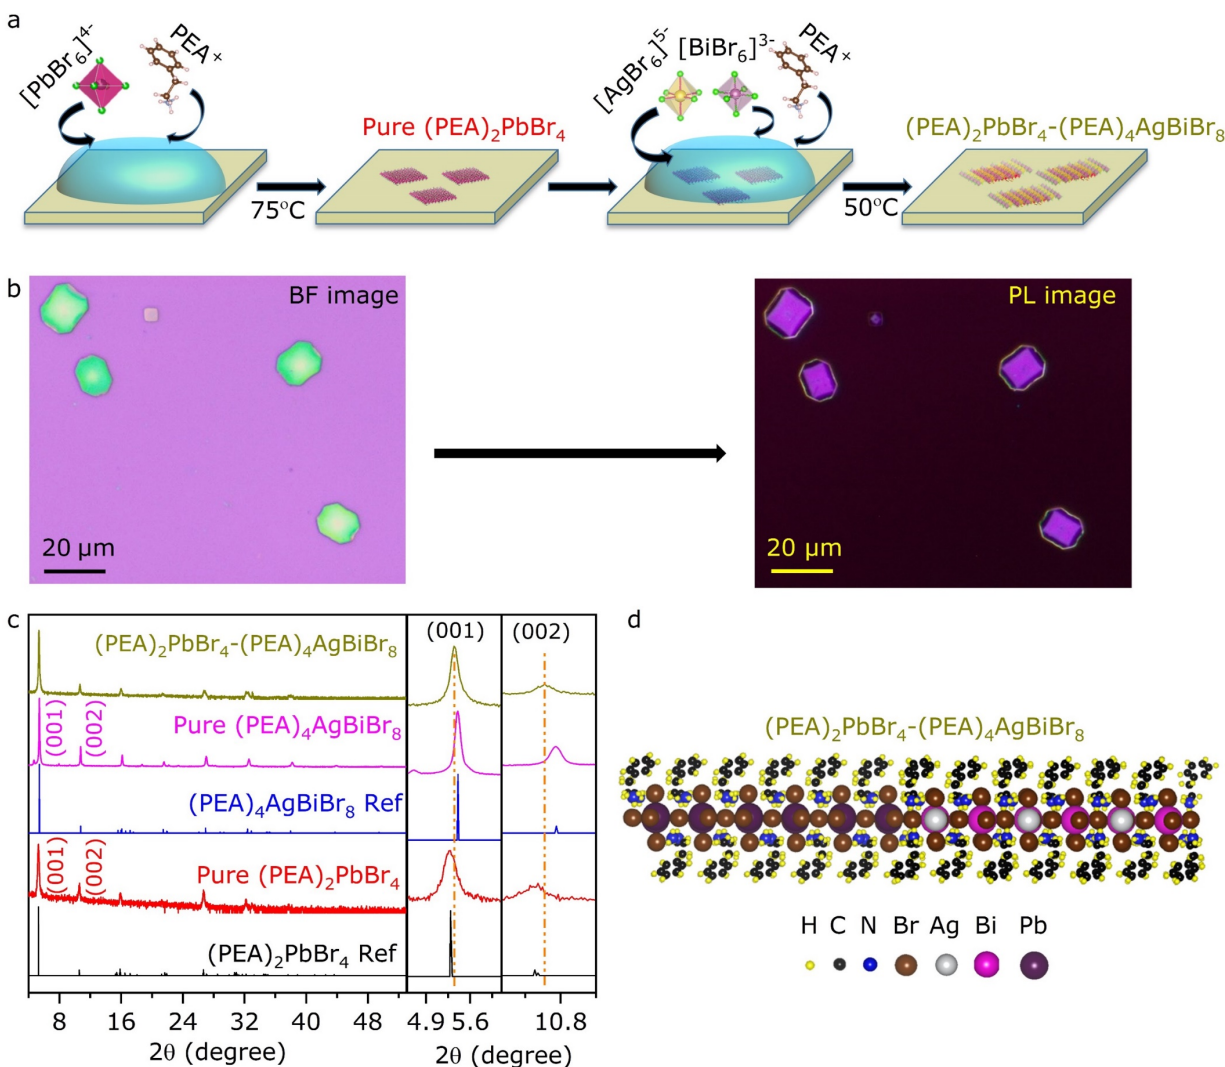 a
[PbBr6]4-
PEA+
[AgBr6]5-
[BiBr6]3-
PEA+
Pure (PEA)2PbBr4
(PEA)2PbBr4-(PEA)4AgBiBr8
75°C
50°C
b
BF image
PL image
20 μm
20 μm
c
(PEA)2PbBr4-(PEA)4AgBiBr8
(001)
(002)
Pure (PEA)4AgBiBr8
(001)
(002)
(PEA)4AgBiBr8 Ref
Pure (PEA)2PbBr4
(001)
(002)
(PEA)2PbBr4 Ref
8 16 24 32 40 48
4.9 5.6
10.8
2θ (degree)
2θ (degree)
d
(PEA)2PbBr4-(PEA)4AgBiBr8
H C N Br Ag Bi Pb